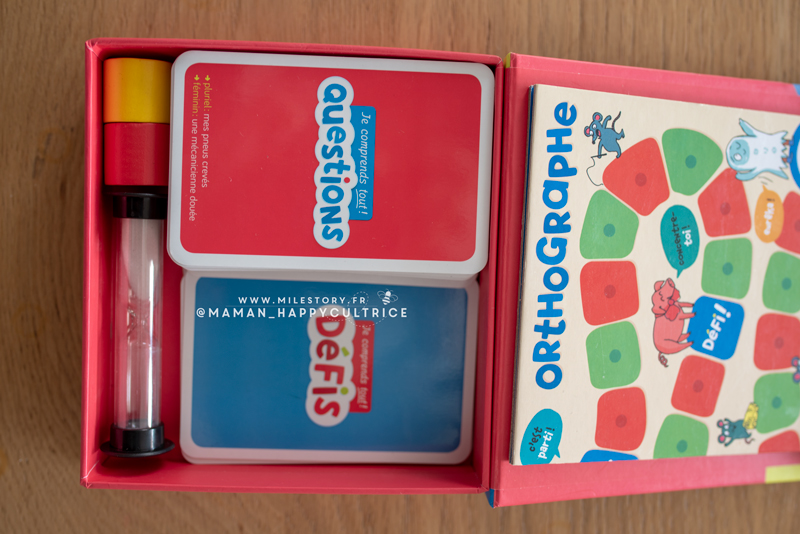 ➜ pluriel : mes pneus crevés
➜ féminin : une mécanicienne douée
Je comprends tout !
QUESTIONS
WWW.MILESTORY.FR
@MAMAN_HAPPYCULTRICE
Je comprends tout !
DÉFIS
ORTHOGRAPHE
concentre-
toi !
DÉFI !
c'est
parti !